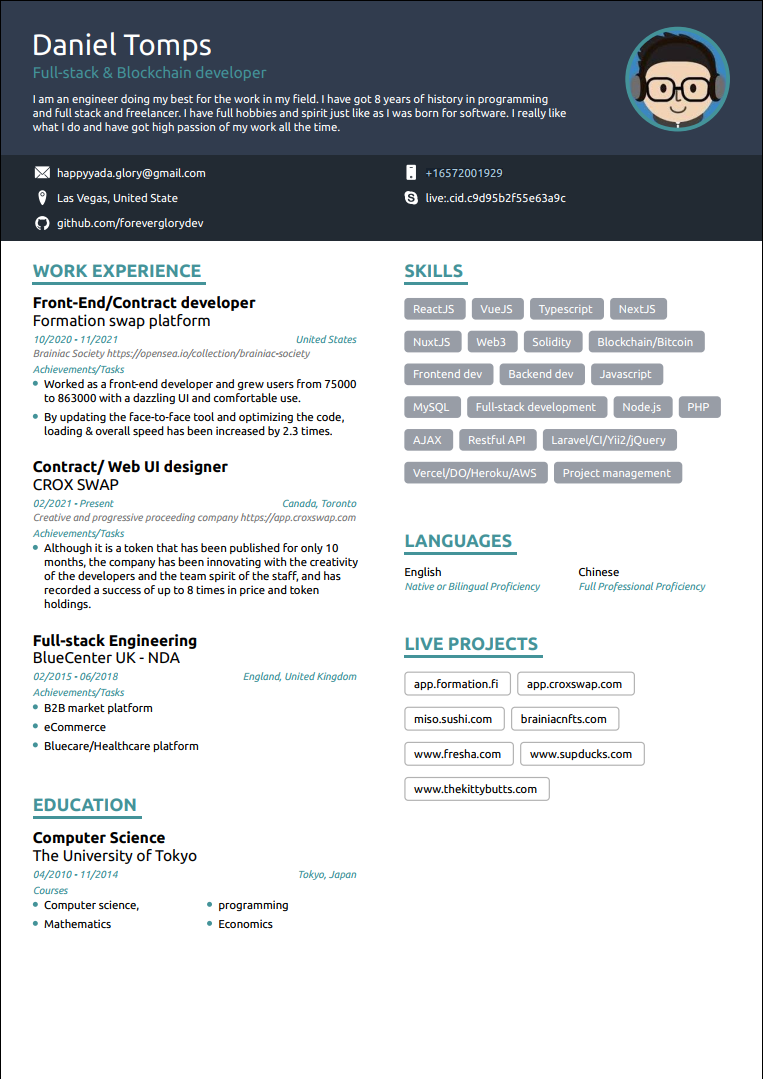 Daniel Tomps
Full-stack & Blockchain developer
I am an engineer doing my best for the work in my field. I have got 8 years of history in programming
and full stack and freelancer. I have full hobbies and spirit just like as I was born for software. I really like
what I do and have got high passion of my work all the time.
happyyada.glory@gmail.com
+16572001929
Las Vegas, United State
live:.cid.c9d95b2f55e63a9c
github.com/foreverglorydev
WORK EXPERIENCE
Front-End/Contract developer
Formation swap platform
10/2020 - 11/2021 United States
Brainiac Society https://opensea.io/collection/brainiac-society
Achievements/Tasks
Worked as a front-end developer and grew users from 75000
to 863000 with a dazzling UI and comfortable use.
By updating the face-to-face tool and optimizing the code,
loading & overall speed has been increased by 2.3 times.
Contract/ Web UI designer
CROX SWAP
02/2021 - Present Canada, Toronto
Creative and progressive proceeding company https://app.croxswap.com
Achievements/Tasks
Although it is a token that has been published for only 10
months, the company has been innovating with the creativity
of the developers and the team spirit of the staff, and has
recorded a success of up to 8 times in price and token
holdings.
Full-stack Engineering
BlueCenter UK - NDA
02/2015 - 06/2018 England, United Kingdom
Achievements/Tasks
B2B market platform
eCommerce
Bluecare/Healthcare platform
EDUCATION
Computer Science
The University of Tokyo
04/2010 - 11/2014 Tokyo, Japan
Courses
Computer science, programming
Mathematics Economics
SKILLS
ReactJS VueJS Typescript NextJS
NuxtJS Web3 Solidity Blockchain/Bitcoin
Frontend dev Backend dev Javascript
MySQL Full-stack development Node.js PHP
AJAX Restful API Laravel/CI/Yii2/jQuery
Vercel/DO/Heroku/AWS Project management
LANGUAGES
English Chinese
Native or Bilingual Proficiency Full Professional Proficiency
LIVE PROJECTS
app.formation.fi app.croxswap.com
miso.sushi.com brainiacnfts.com
www.fresha.com www.supducks.com
www.thekittybutts.com